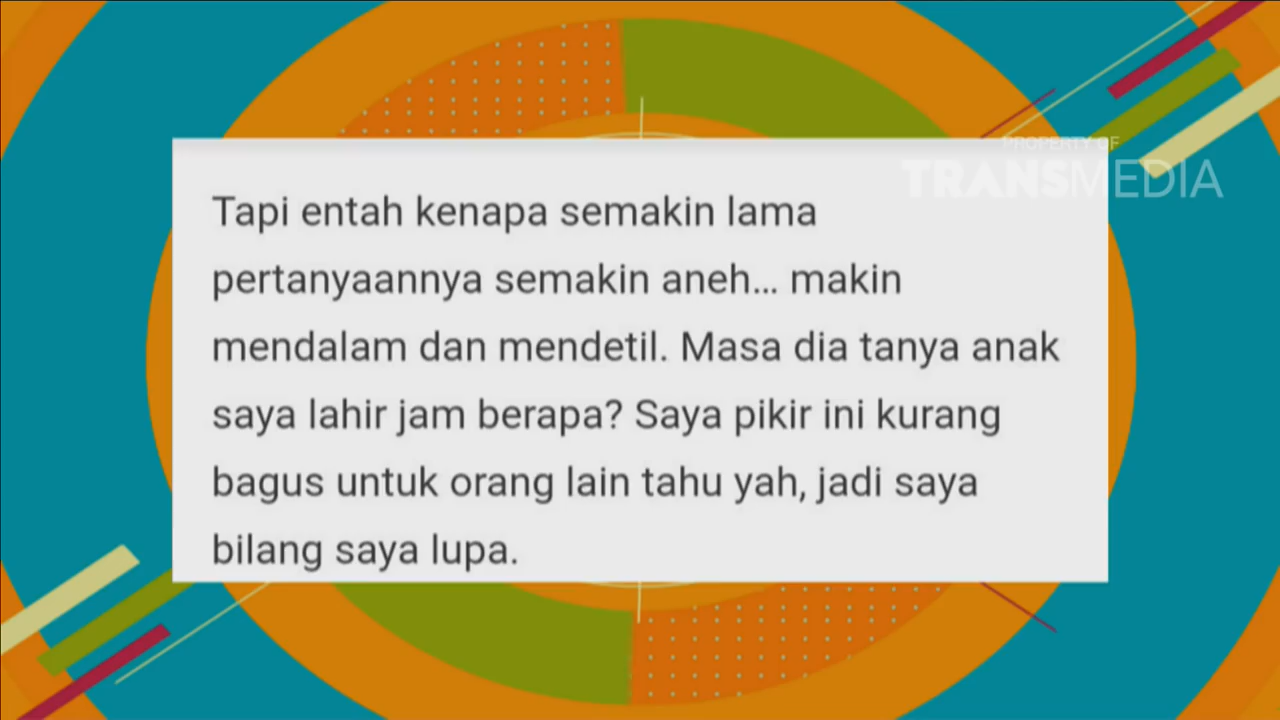 PROPERTY OF
TRANSMEDIA
Tapi entah kenapa semakin lama
pertanyaannya semakin aneh... makin
mendalam dan mendetil. Masa dia tanya anak
saya lahir jam berapa? Saya pikir ini kurang
bagus untuk orang lain tahu yah, jadi saya
bilang saya lupa.